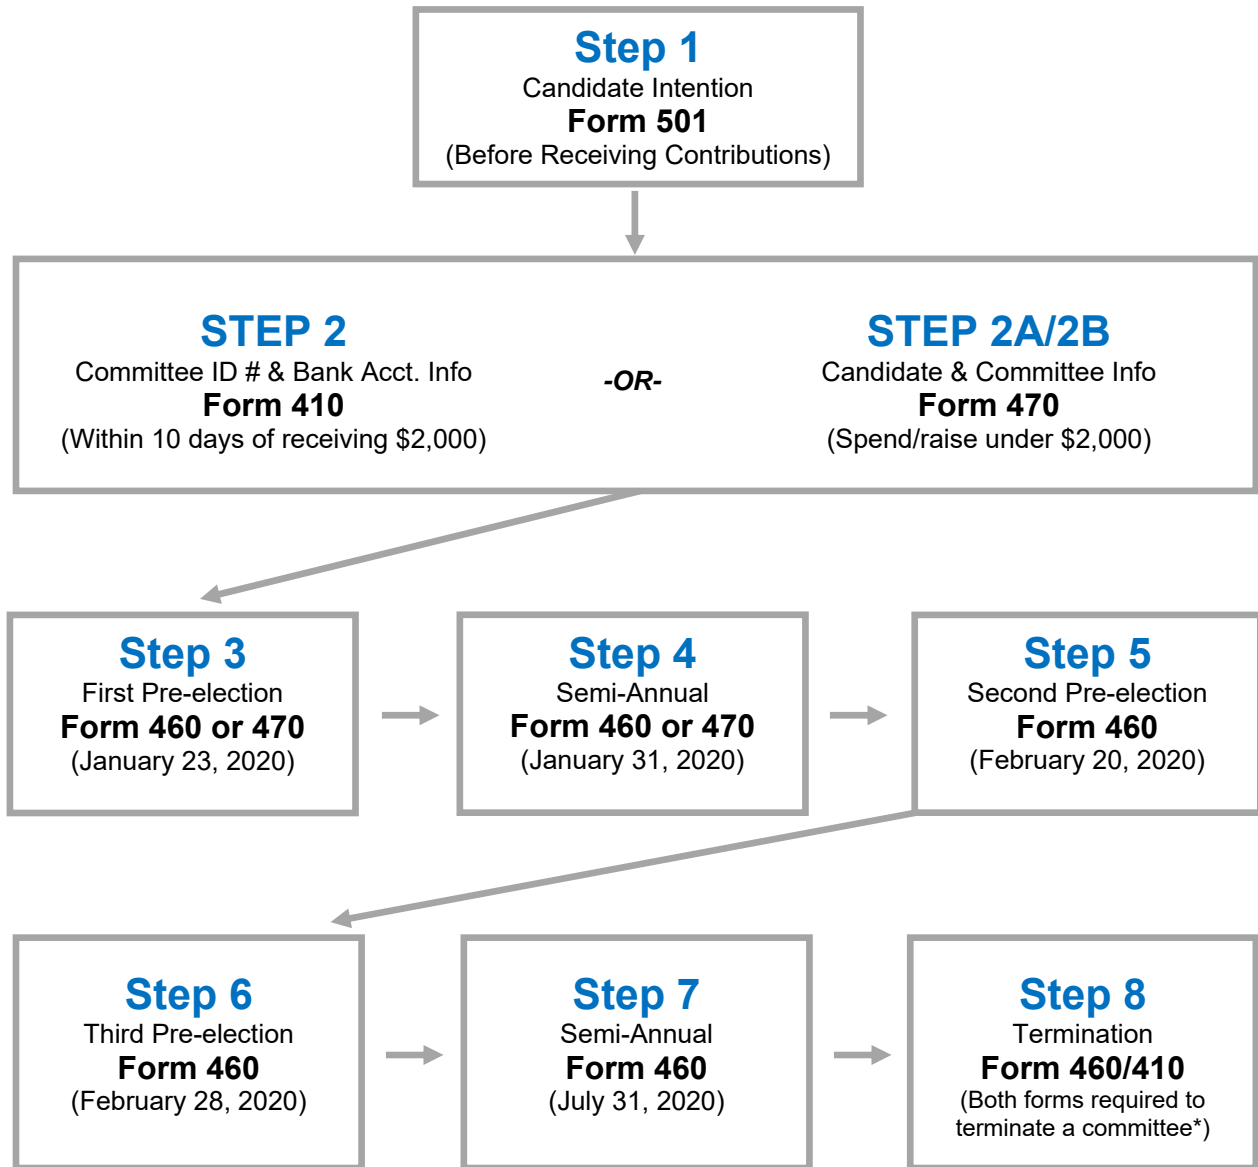 Step 1
Candidate Intention
Form 501
(Before Receiving Contributions)
STEP 2
Committee ID # & Bank Acct. Info
Form 410
(Within 10 days of receiving $2,000)
-OR-
STEP 2A/2B
Candidate & Committee Info
Form 470
(Spend/raise under $2,000)
Step 3
First Pre-election
Form 460 or 470
(January 23, 2020)
Step 4
Semi-Annual
Form 460 or 470
(January 31, 2020)
Step 5
Second Pre-election
Form 460
(February 20, 2020)
Step 6
Third Pre-election
Form 460
(February 28, 2020)
Step 7
Semi-Annual
Form 460
(July 31, 2020)
Step 8
Termination
Form 460/410
(Both forms required to
terminate a committee*)